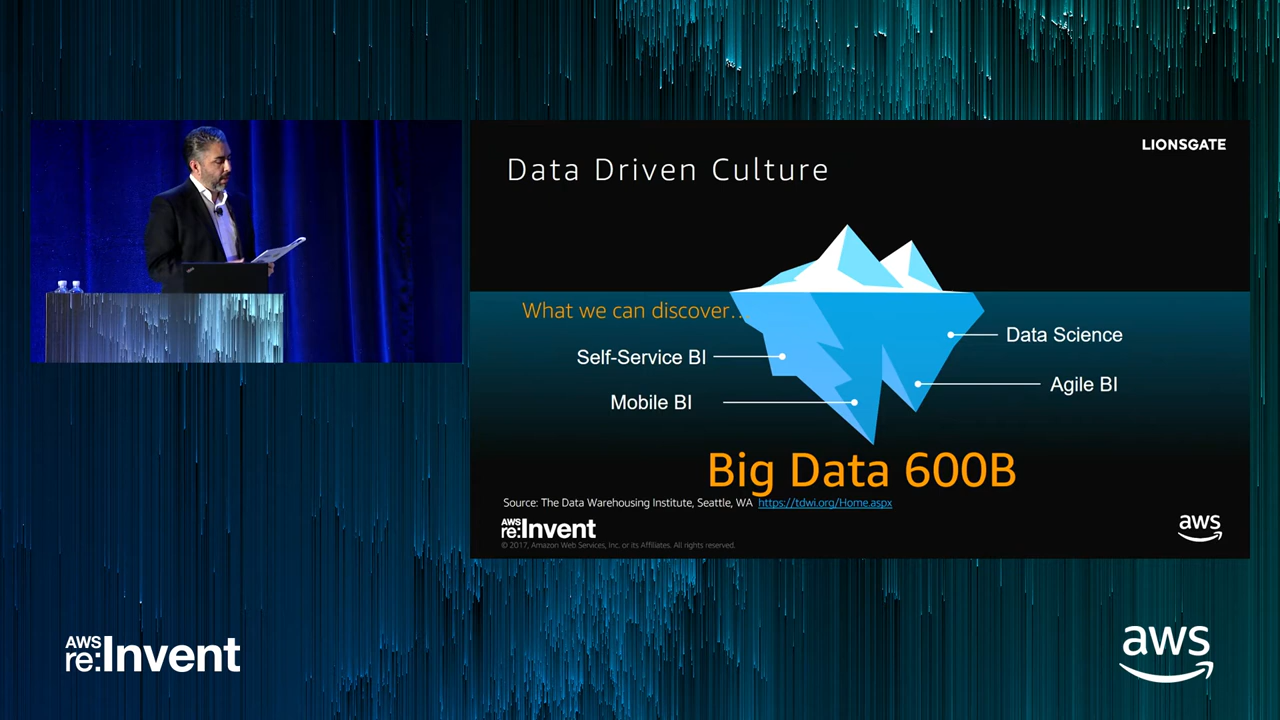 LIONSGATE
Data Driven Culture
What we can discover...
Self-Service BI
Data Science
Mobile BI
Agile BI
Big Data 600B
Source: The Data Warehousing Institute, Seattle, WA https://tdwi.org/Home.aspx
AWS
re:Invent
aws
© 2017, Amazon Web Services, Inc. or its Affiliates. All rights reserved.
AWS
re:Invent
aws